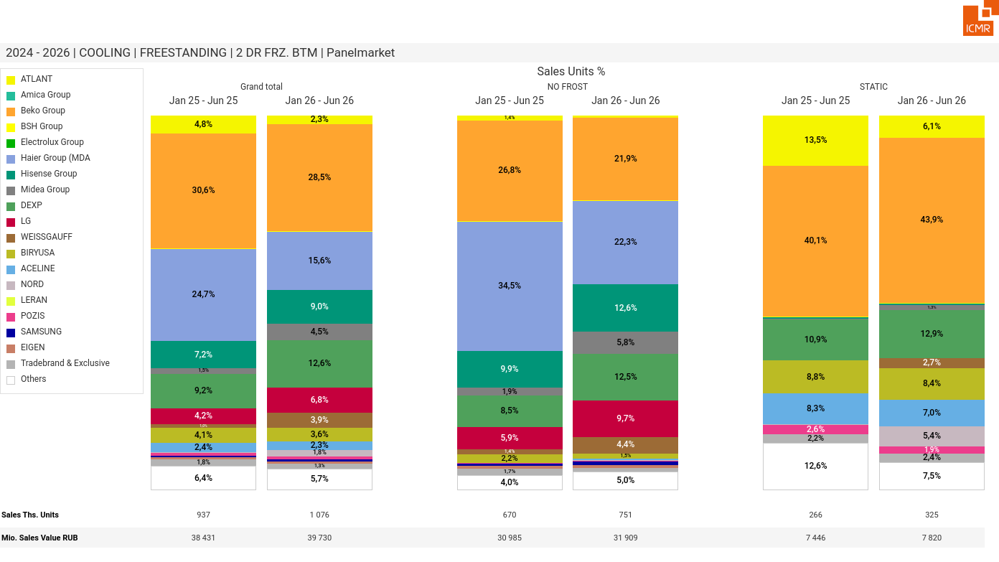 ICMR
2024 - 2026 | COOLING | FREESTANDING | 2 DR FRZ. BTM | Panelmarket
Sales Units %
Grand total NO FROST STATIC
Jan 25 - Jun 25 Jan 26 - Jun 26 Jan 25 - Jun 25 Jan 26 - Jun 26 Jan 25 - Jun 25 Jan 26 - Jun 26
ATLANT
Amica Group
Beko Group
BSH Group
Electrolux Group
Haier Group (MDA
Hisense Group
Midea Group
DEXP
LG
WEISSGAUFF
BIRYUSA
ACELINE
NORD
LERAN
POZIS
SAMSUNG
EIGEN
Tradebrand & Exclusive
Others
4,8%
30,6%
24,7%
7,2%
1,5%
9,2%
4,2%
1,0%
4,1%
2,4%
1,8%
6,4%
2,3%
28,5%
15,6%
9,0%
4,5%
12,6%
6,8%
3,9%
3,6%
2,3%
1,8%
1,3%
5,7%
1,4%
26,8%
34,5%
9,9%
1,9%
8,5%
5,9%
1,4%
2,2%
1,7%
4,0%
21,9%
22,3%
12,6%
5,8%
12,5%
9,7%
4,4%
1,5%
5,0%
13,5%
40,1%
10,9%
8,8%
8,3%
2,6%
2,2%
12,6%
6,1%
43,9%
1,3%
12,9%
2,7%
8,4%
7,0%
5,4%
1,9%
2,4%
7,5%
Sales Ths. Units 937 1 076 670 751 266 325
Mio. Sales Value RUB 38 431 39 730 30 985 31 909 7 446 7 820